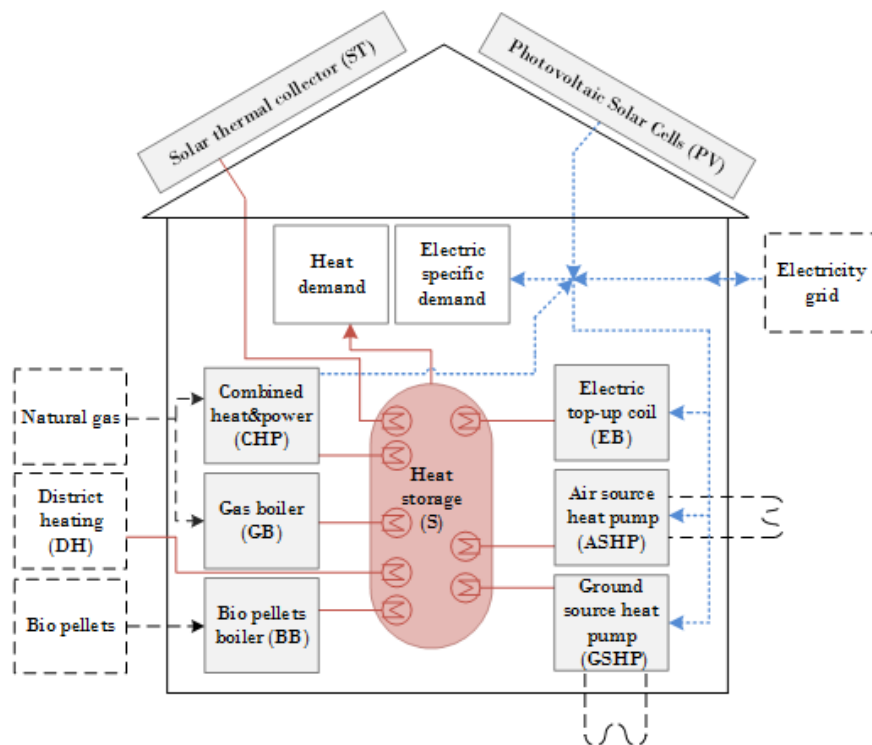 Solar thermal collector (ST)
Photovoltaic Solar Cells (PV)
Heat
demand
Electric
specific
demand
Electricity
grid
Natural gas
Combined
heat&power
(CHP)
Electric
top-up coil
(EB)
District
heating
(DH)
Gas boiler
(GB)
Heat
storage
(S)
Air source
heat pump
(ASHP)
Bio pellets
Bio pellets
boiler (BB)
Ground
source heat
pump
(GSHP)